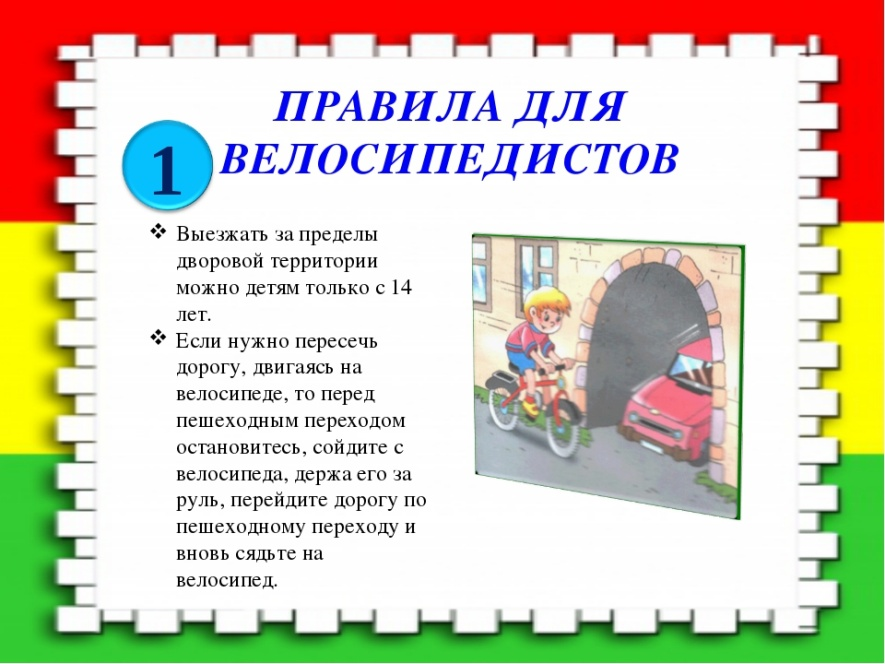 ПРАВИЛА ДЛЯ
1
ВЕЛОСИПЕДИСТОВ
Выезжать за пределы
дворовой территории
можно детям только с 14
лет.
Если нужно пересечь
дорогу, двигаясь на
велосипеде, то перед
пешеходным переходом
остановитесь, сойдите с
велосипеда, держа его за
руль, перейдите дорогу по
пешеходному переходу и
вновь сядьте на
велосипед.